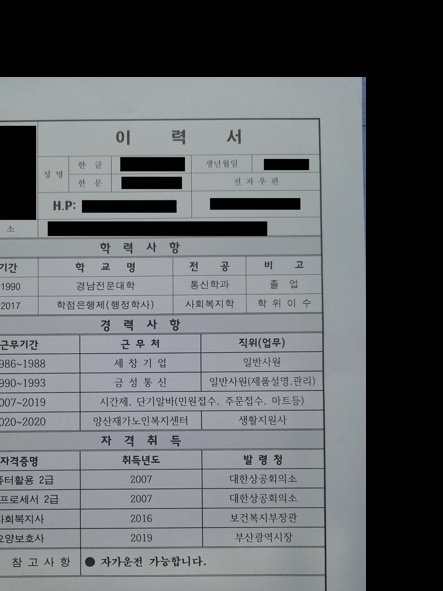 이 력 서
성 명 한 글 생년월일
한 문 전 자 우 편
H.P:
소
학 력 사 항
기간 학 교 명 전 공 비 고
1990 경남전문대학 통신학과 졸 업
2017 학점은행제(행정학사) 사회복지학 학 위 이 수
경 력 사 항
근무기간 근 무 처 직위(업무)
986~1988 세 창 기 업 일반사원
990~1993 금 성 통 신 일반사원(제품설명,관리)
007~2019 시간제, 단기알바(민원접수, 주문접수, 마트등)
020~2020 양산재가노인복지센터 생활지원사
자 격 취 득
자격증명 취득년도 발 령 청
퓨터활용 2급 2007 대한상공회의소
프로세서 2급 2007 대한상공회의소
사회복지사 2016 보건복지부장관
요양보호사 2019 부산광역시장
참 고 사 항 ● 자가운전 가능합니다.